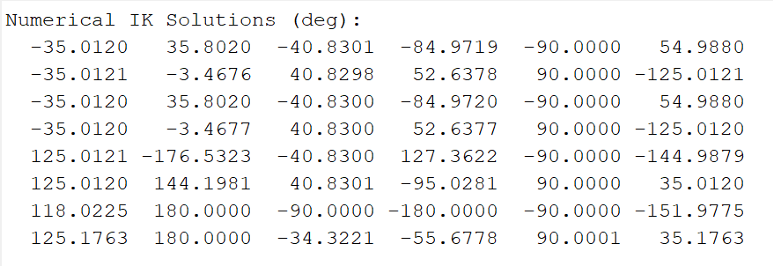 Numerical IK Solutions (deg):
-35.0120 35.8020 -40.8301 -84.9719 -90.0000 54.9880
-35.0121 -3.4676 40.8298 52.6378 90.0000 -125.0121
-35.0120 35.8020 -40.8300 -84.9720 -90.0000 54.9880
-35.0120 -3.4677 40.8300 52.6377 90.0000 -125.0120
125.0121 -176.5323 -40.8300 127.3622 -90.0000 -144.9879
125.0120 144.1981 40.8301 -95.0281 90.0000 35.0120
118.0225 180.0000 -90.0000 -180.0000 -90.0000 -151.9775
125.1763 180.0000 -34.3221 -55.6778 90.0001 35.1763